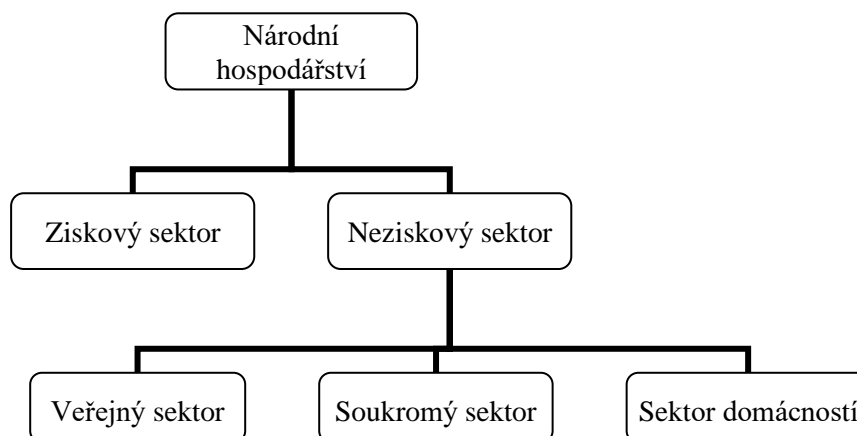 Národní
hospodářství
Ziskový sektor
Neziskový sektor
Veřejný sektor
Soukromý sektor
Sektor domácností